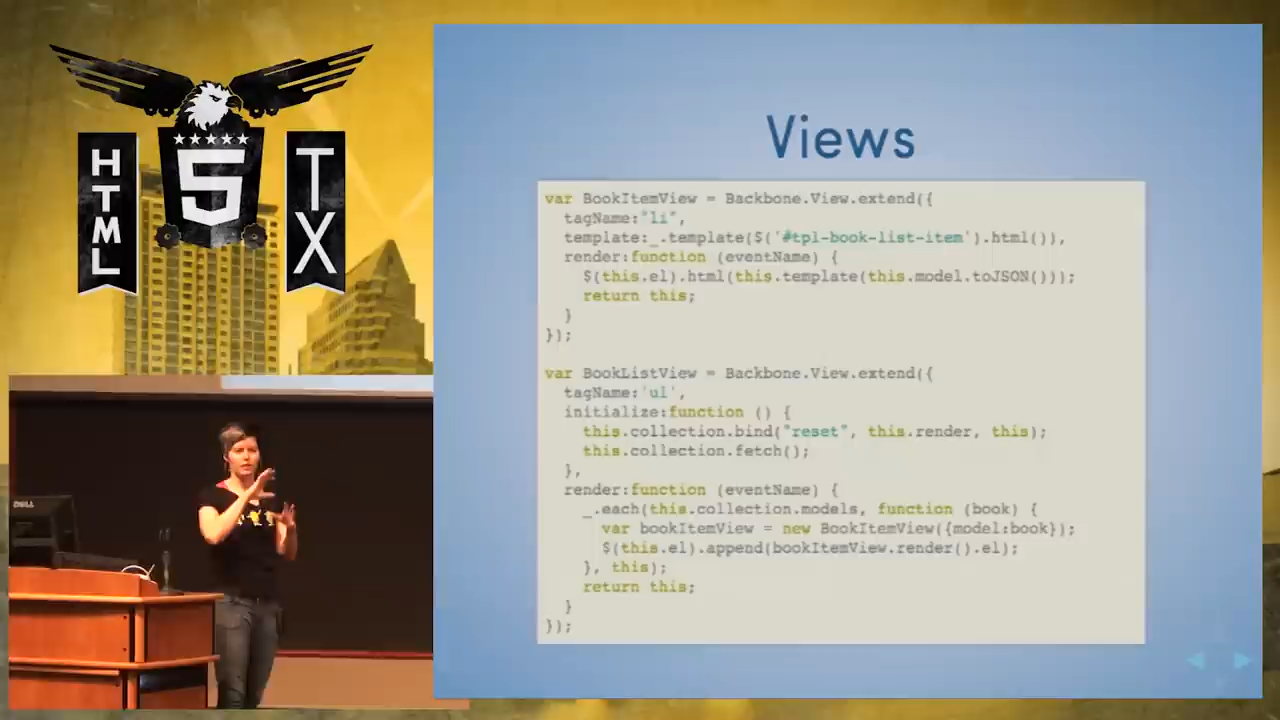 HTML
5
TX
DELL
Views
var BookItemView = Backbone.View.extend({
tagName:"li",
template:_.template($('#tpl-book-list-item').html()),
render:function (eventName) {
$(this.el).html(this.template(this.model.toJSON()));
return this;
}
});
var BookListView = Backbone.View.extend({
tagName:'ul',
initialize:function () {
this.collection.bind("reset", this.render, this);
this.collection.fetch();
},
render:function (eventName) {
_.each(this.collection.models, function (book) {
var bookItemView = new BookItemView({model:book});
$(this.el).append(bookItemView.render().el);
}, this);
return this;
}
});